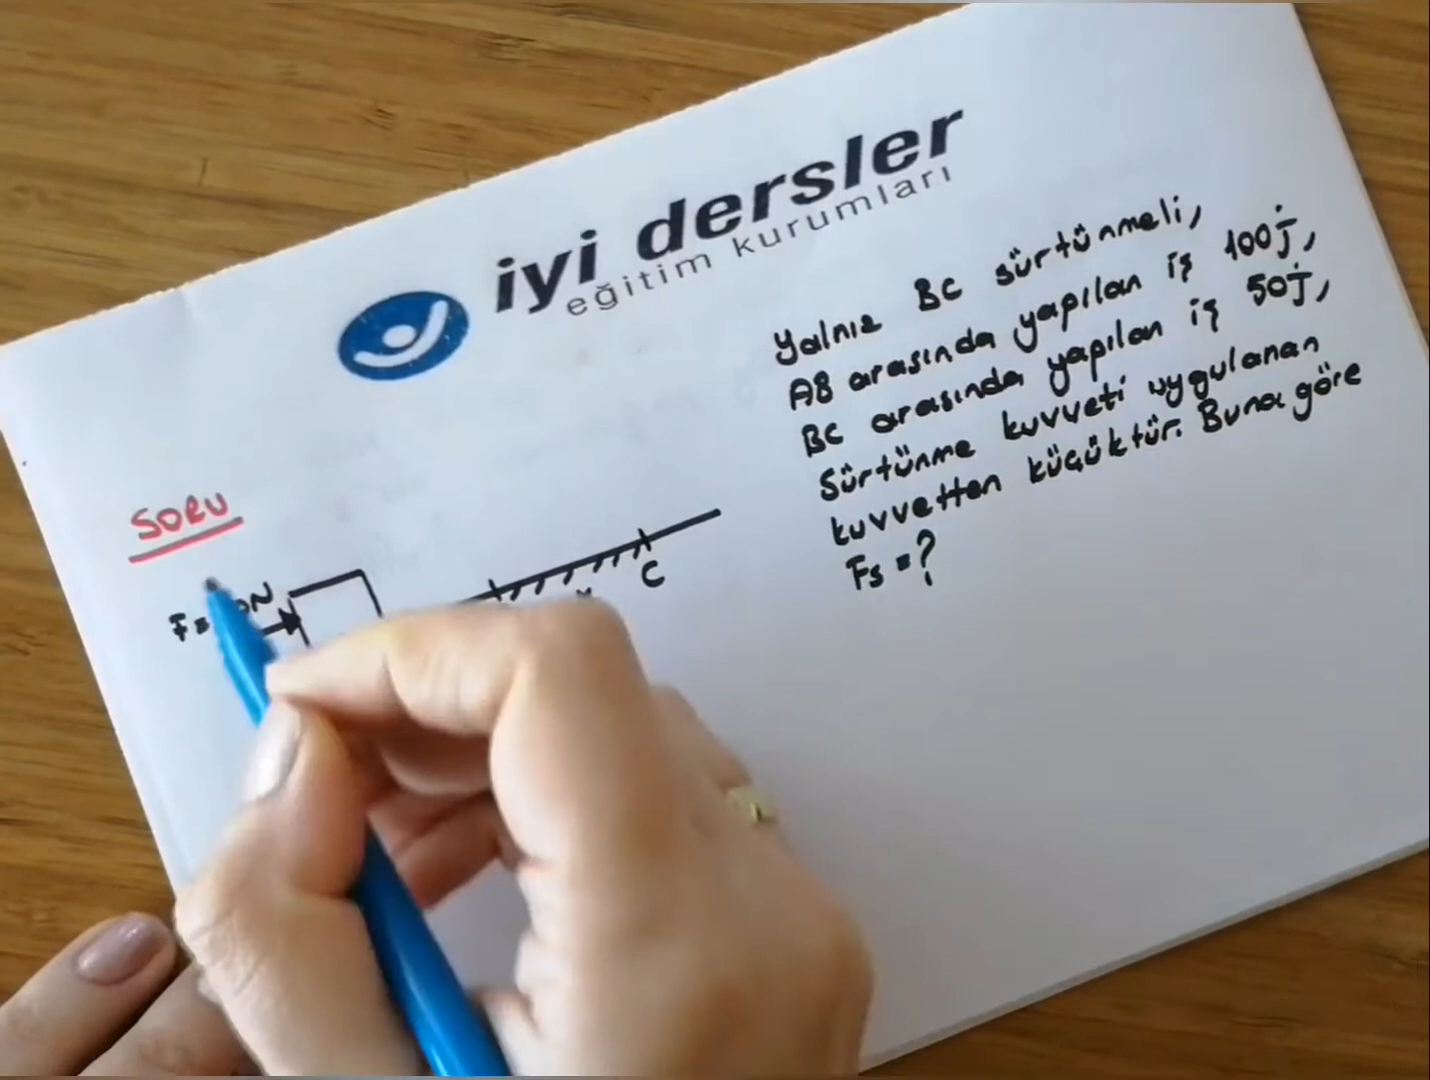 iyi dersler
eğitim kurumları
Yalnız BC sürtünmeli,
AB arasında yapılan iş 100j,
BC arasında yapılan iş 50j,
Sürtünme kuvveti uygulanan
kuvvetten küçüktür. Buna göre
Fs = ?
SORU
F=
N
C